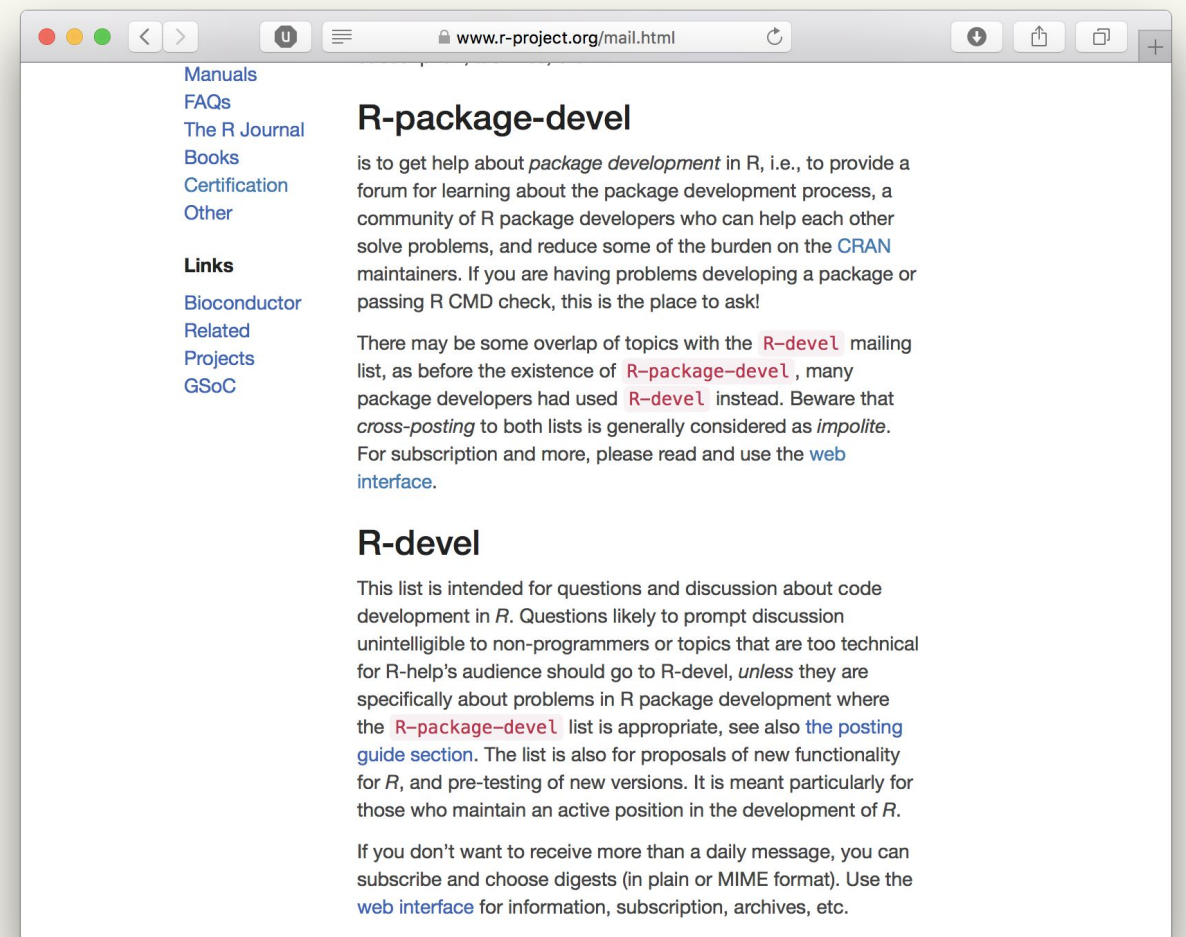 U
www.r-project.org/mail.html
Manuals
FAQs
The R Journal
Books
Certification
Other
Links
Bioconductor
Related
Projects
GSoC
R-package-devel
is to get help about package development in R, i.e., to provide a
forum for learning about the package development process, a
community of R package developers who can help each other
solve problems, and reduce some of the burden on the CRAN
maintainers. If you are having problems developing a package or
passing R CMD check, this is the place to ask!
There may be some overlap of topics with the R-devel mailing
list, as before the existence of R-package-devel, many
package developers had used R-devel instead. Beware that
cross-posting to both lists is generally considered as impolite.
For subscription and more, please read and use the web
interface.
R-devel
This list is intended for questions and discussion about code
development in R. Questions likely to prompt discussion
unintelligible to non-programmers or topics that are too technical
for R-help’s audience should go to R-devel, unless they are
specifically about problems in R package development where
the R-package-devel list is appropriate, see also the posting
guide section. The list is also for proposals of new functionality
for R, and pre-testing of new versions. It is meant particularly for
those who maintain an active position in the development of R.
If you don’t want to receive more than a daily message, you can
subscribe and choose digests (in plain or MIME format). Use the
web interface for information, subscription, archives, etc.